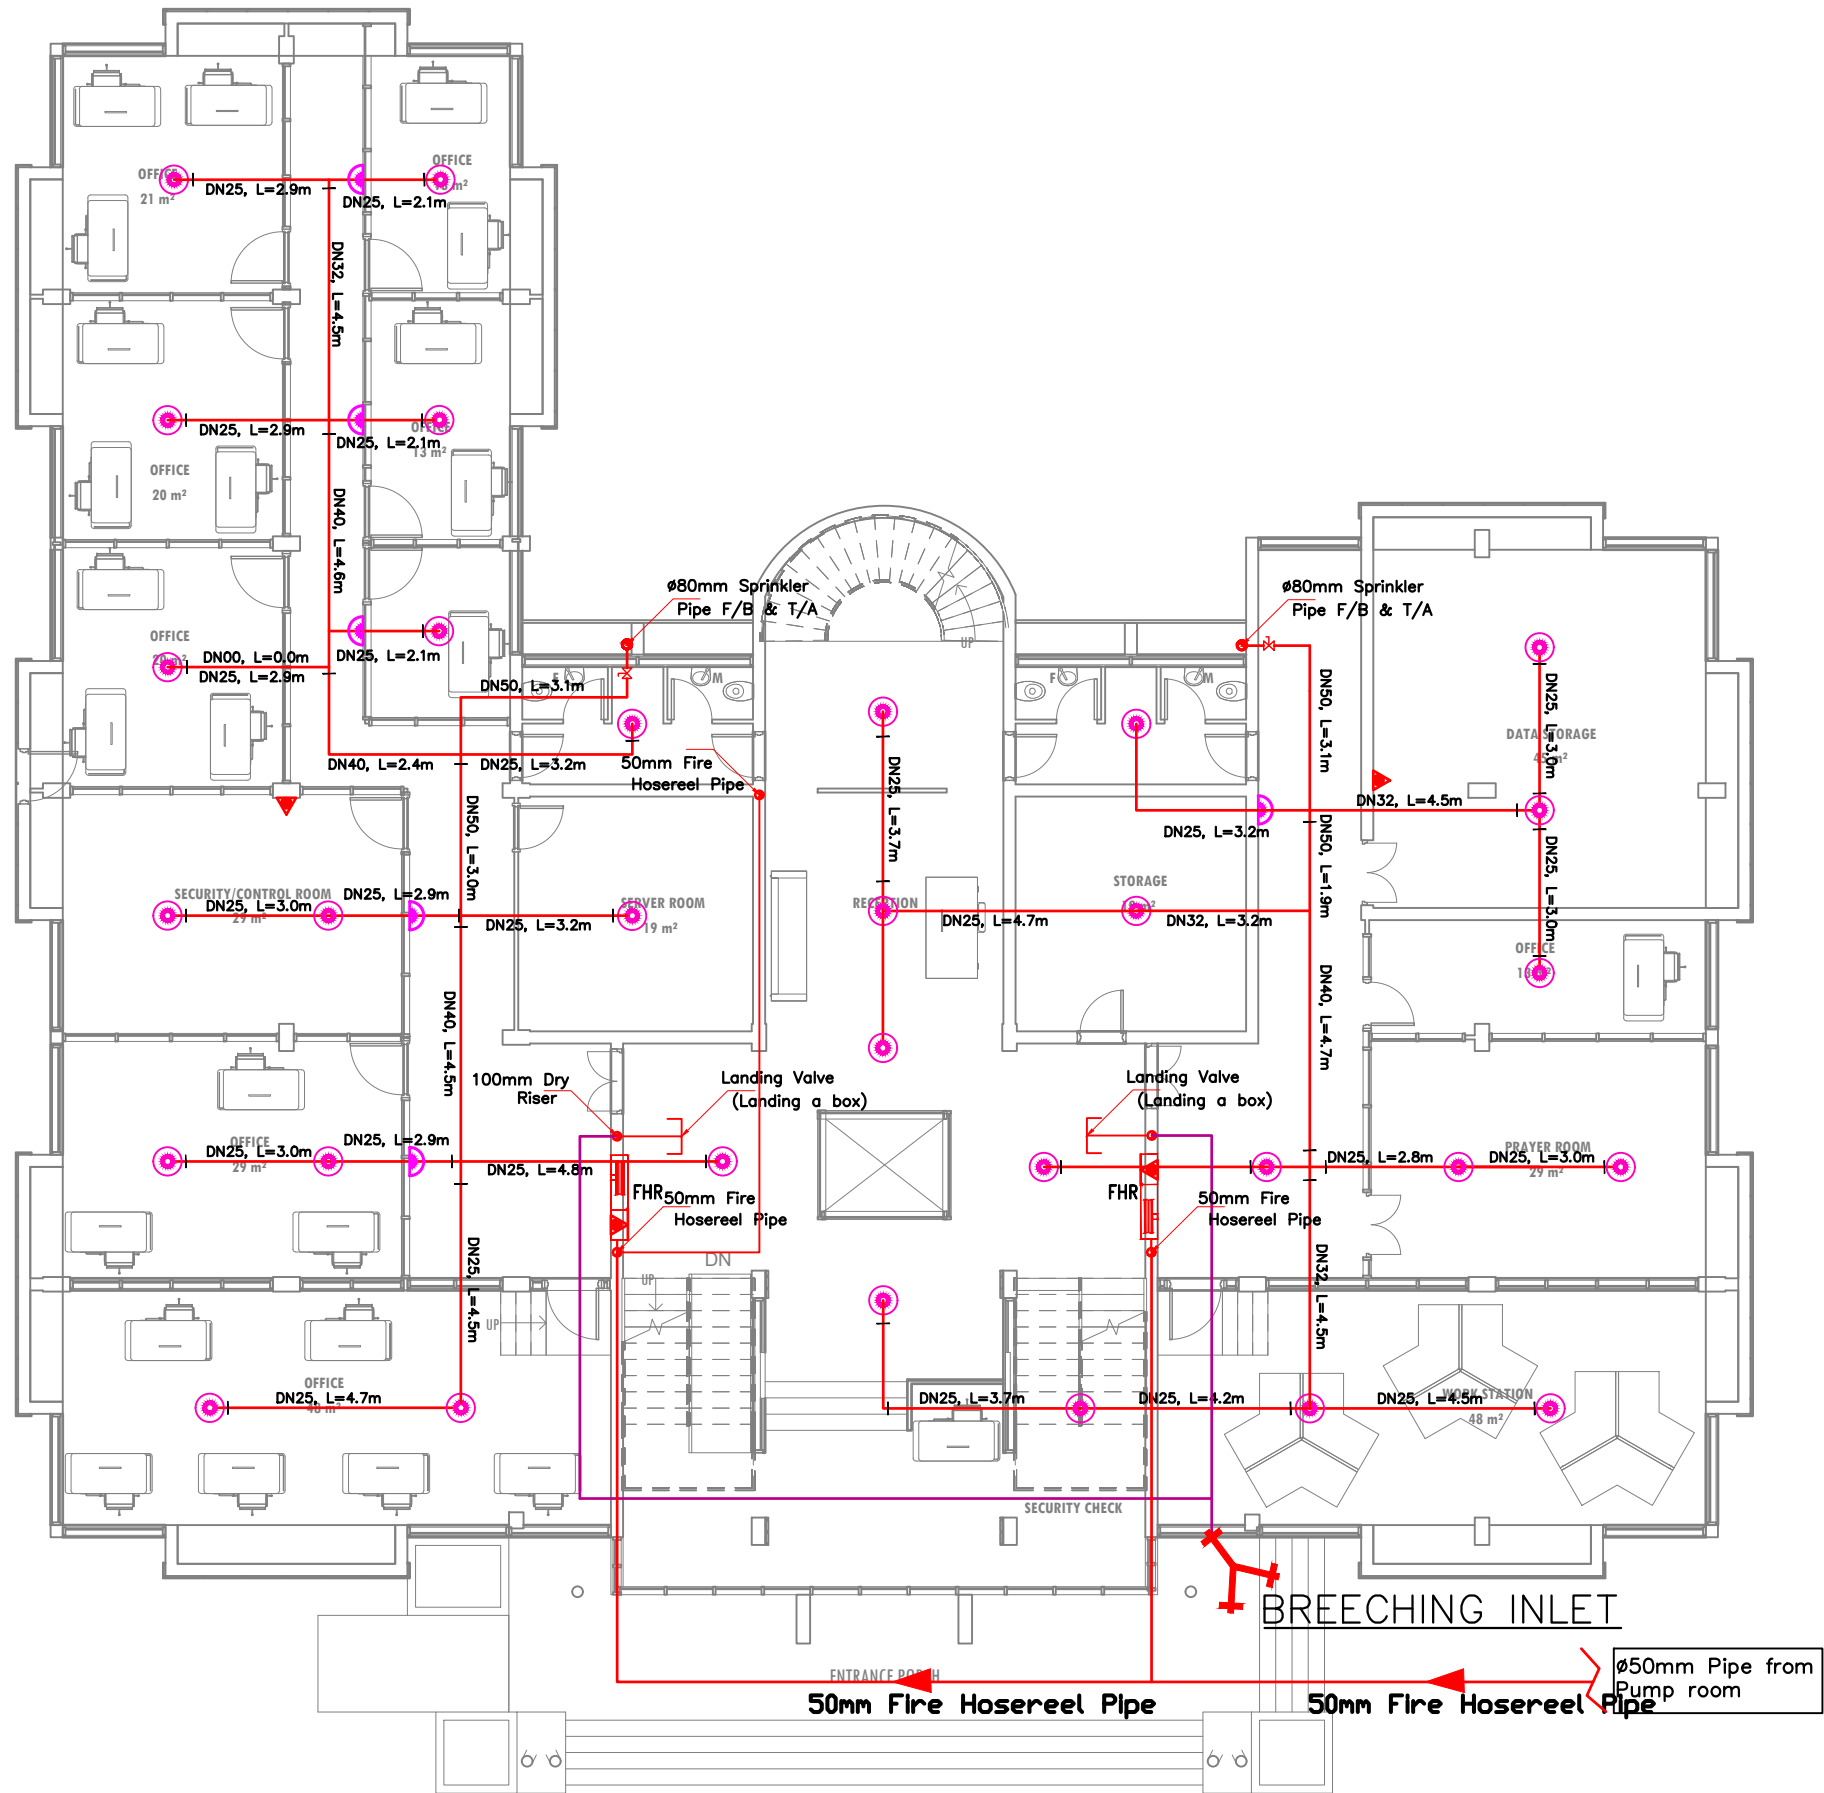 OFFICE
21 m²
OFFICE
DN25, L=2.9m
DN25, L=2.1m
DN32, L=4.5m
DN25, L=2.9m
DN25, L=2.1m
OFFICE
13 m²
OFFICE
20 m²
DN40, L=4.6m
OFFICE
DN00, L=0.0m
DN25, L=2.9m
DN25, L=2.1m
ø80mm Sprinkler
Pipe F/B & T/A
ø80mm Sprinkler
Pipe F/B & T/A
UP
F
M
F
M
DN50, L=3.1m
DN50, L=3.1m
DN40, L=2.4m
DN25, L=3.2m
50mm Fire
Hosereel Pipe
DN25, L=3.7m
DATA STORAGE
DN25, L=3.0m
DN32, L=4.5m
DN25, L=3.2m
DN50, L=3.0m
DN50, L=1.9m
DN25, L=3.0m
SECURITY/CONTROL ROOM
29 m²
DN25, L=3.0m
DN25, L=2.9m
DN25, L=3.2m
SERVER ROOM
19 m²
RECEPTION
DN25, L=4.7m
STORAGE
DN32, L=3.2m
OFFICE
DN40, L=4.5m
DN40, L=4.7m
100mm Dry
Riser
Landing Valve
(Landing a box)
Landing Valve
(Landing a box)
OFFICE
29 m²
DN25, L=3.0m
DN25, L=2.9m
DN25, L=4.8m
DN25, L=2.8m
PRAYER ROOM
DN25, L=3.0m
29 m²
FHR
50mm Fire
Hosereel Pipe
FHR
50mm Fire
Hosereel Pipe
DN25, L=4.5m
DN32, L=4.5m
DN
UP
UP
OFFICE
DN25, L=4.7m
DN25, L=3.7m
DN25, L=4.2m
DN25, L=4.5m
WORK STATION
48 m²
SECURITY CHECK
BREECHING INLET
ENTRANCE PORCH
50mm Fire Hosereel Pipe
50mm Fire Hosereel Pipe
ø50mm Pipe from
Pump room